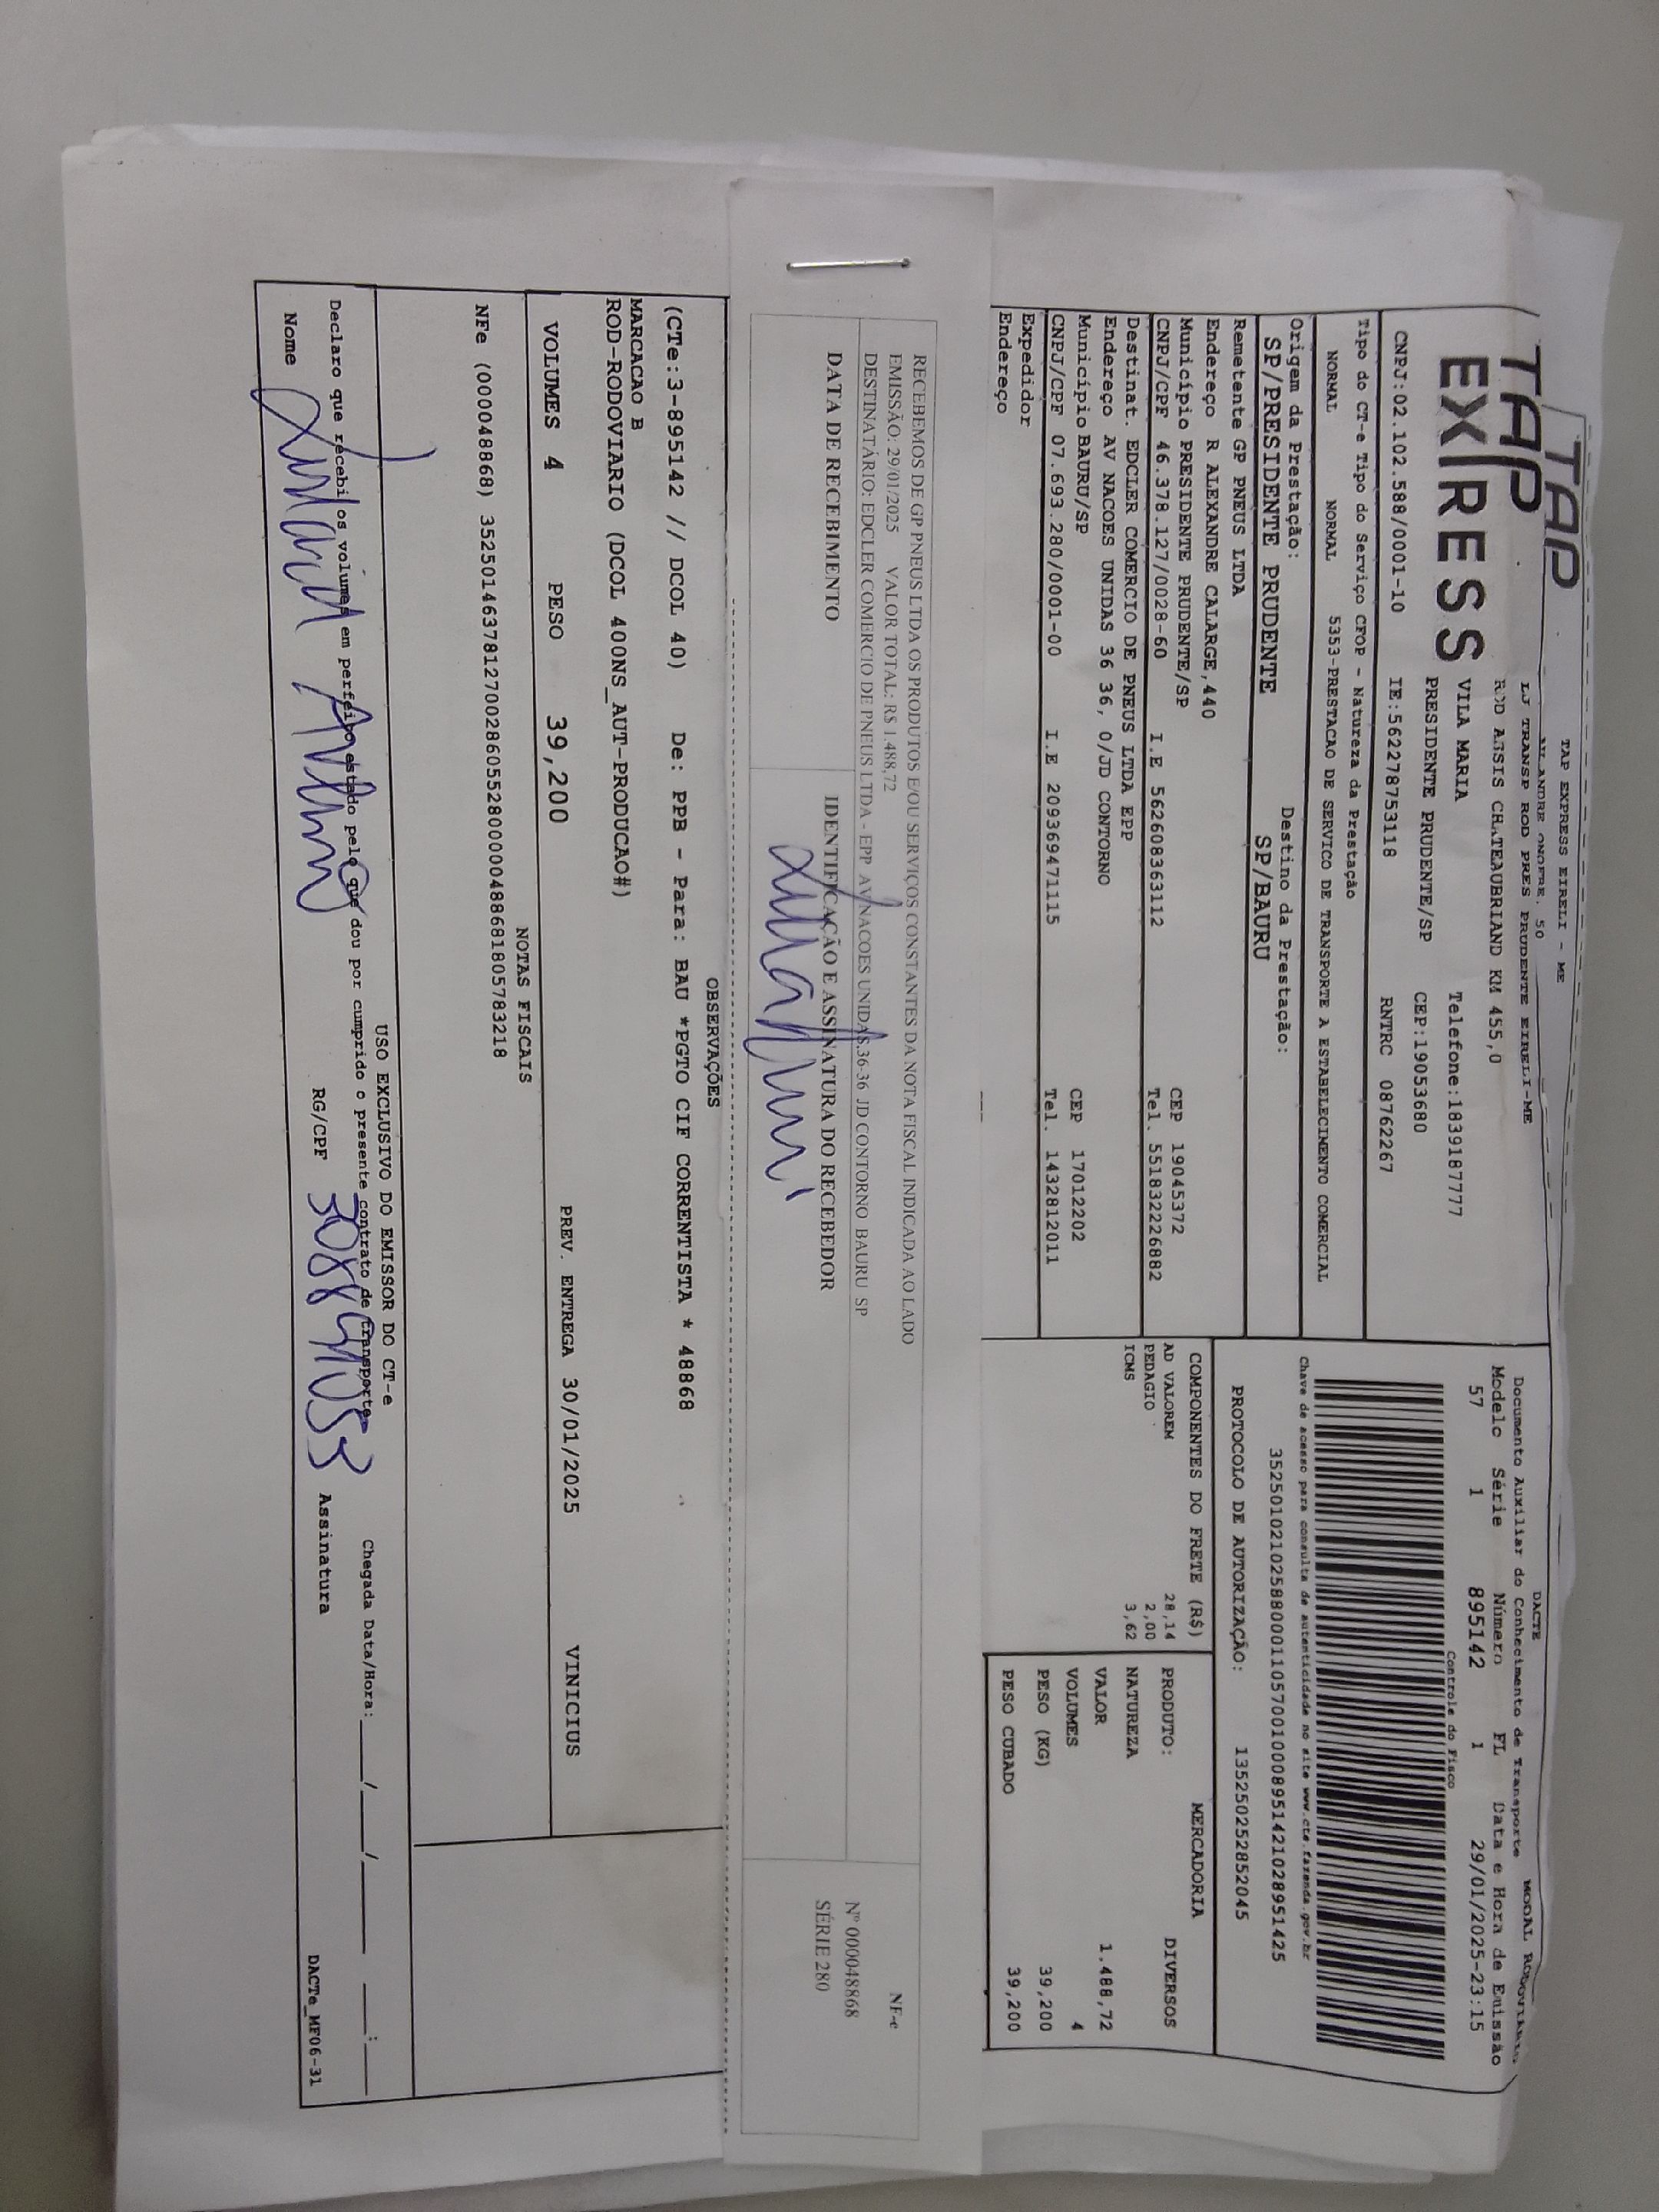 TAP
TAP EXPRESS EIRELI - ME
LJ TRANSP ROD PRES PRUDENTE EIRELI-ME
TAP
EXPRESS
ROD ASSIS CHATEAUBRIAND KM 455,0
VILA MARIA
Telefone:1839187777
PRESIDENTE PRUDENTE/SP
CEP:19053680
CNPJ:02.102.588/0001-10
IE:562278753118
RNTRC 08762267
Tipo do CT-e Tipo do Serviço CFOP - Natureza da Prestação
NORMAL NORMAL 5353-PRESTACAO DE SERVICO DE TRANSPORTE A ESTABELECIMENTO COMERCIAL
Origem da Prestação:
SP/PRESIDENTE PRUDENTE
Destino da Prestação:
SP/BAURU
Remetente GP PNEUS LTDA
Endereço R ALEXANDRE CALARGE,440
Município PRESIDENTE PRUDENTE/SP
CEP 19045372
CNPJ/CPF 46.378.127/0028-60
I.E 562608363112
Tel. 551832226882
Destinat. EDCLER COMERCIO DE PNEUS LTDA EPP
Endereço AV NACOES UNIDAS 36 36, 0/JD CONTORNO
Município BAURU/SP
CEP 17012202
CNPJ/CPF 07.693.280/0001-00
I.E 209369471115
Tel. 1432812011
Expedidor
Endereço
DACTE
Documento Auxiliar do Conhecimento de Transporte
MODAL RODOVIARIO
Modelo Série Número FL Data e Hora de Emissão
57 1 895142 1 29/01/2025-23:15
Controle do Fisco
Chave de acesso para consulta de autenticidade no site www.cte.fazenda.gov.br
35250102102588000110570010008951421028951425
PROTOCOLO DE AUTORIZAÇÃO: 135250252852045
COMPONENTES DO FRETE (R$)
AD VALOREM 28,14
PEDAGIO 2,00
ICMS 3,62
MERCADORIA
PRODUTO: DIVERSOS
NATUREZA
VALOR 1.488,72
VOLUMES 4
PESO (KG) 39,200
PESO CUBADO 39,200
RECEBEMOS DE GP PNEUS LTDA OS PRODUTOS E/OU SERVIÇOS CONSTANTES DA NOTA FISCAL INDICADA AO LADO
EMISSÃO: 29/01/2025 VALOR TOTAL: R$ 1.488,72
DESTINATÁRIO: EDCLER COMERCIO DE PNEUS LTDA - EPP AV NACOES UNIDAS,36-36 JD CONTORNO BAURU SP
DATA DE RECEBIMENTO
IDENTIFICAÇÃO E ASSINATURA DO RECEBEDOR
NF-e
Nº 000048868
SÉRIE 280
OBSERVAÇÕES
(CTe:3-895142 // DCOL 40) De: PPB - Para: BAU *PGTO CIF CORRENTISTA * 48868
MARCACAO B
ROD-RODOVIARIO (DCOL 400NS_AUT-PRODUCAO#)
VOLUMES 4 PESO 39,200 PREV. ENTREGA 30/01/2025 VINICIUS
NOTAS FISCAIS
NFe (000048868) 35250146378127002860552800000488681805783218
USO EXCLUSIVO DO EMISSOR DO CT-e
Declaro que recebi os volumes em perfeito estado pelo que dou por cumprido o presente contrato de transporte
Chegada Data/Hora:___/___/_____ ___:___
Nome
RG/CPF
Assinatura
DACTe_MF06-31